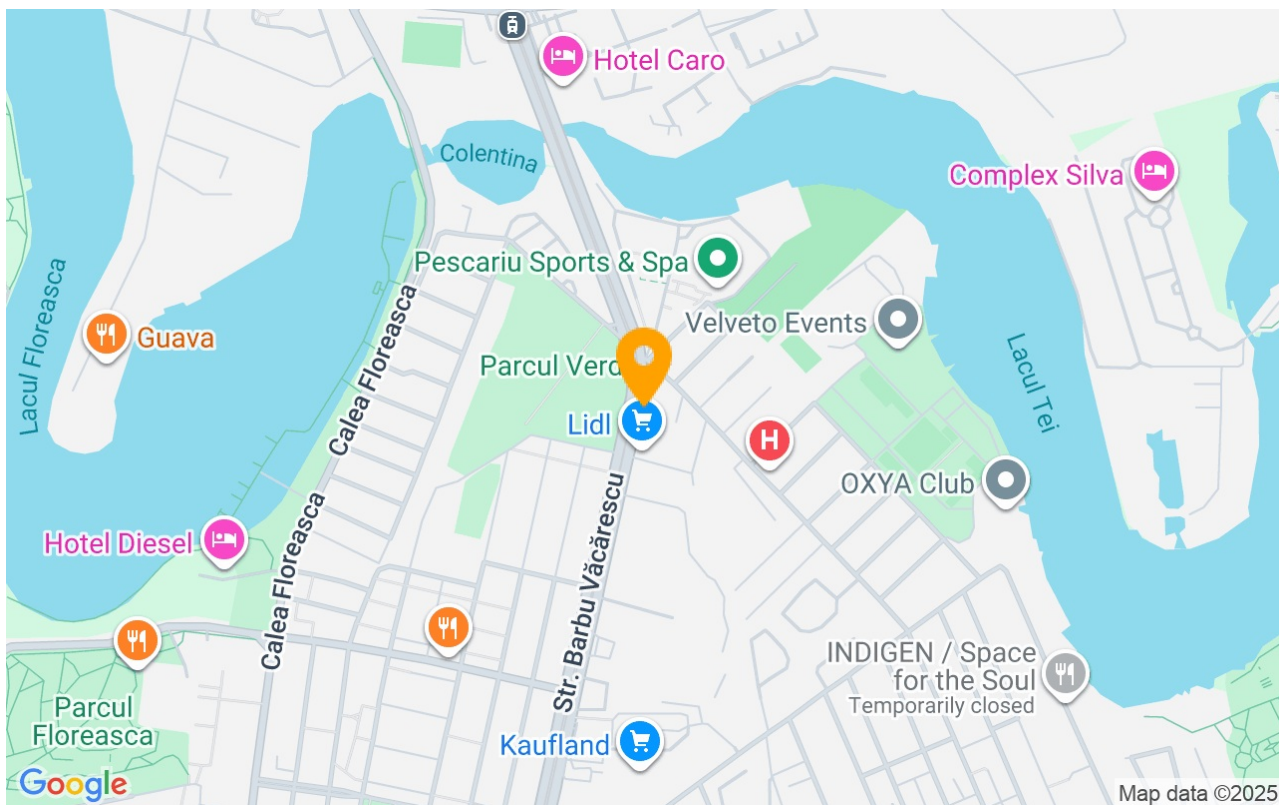 Hotel Caro
Colentina
Complex Silva
Pescariu Sports & Spa
Lacul Floreasca
Guava
Calea Floreasca
Velveto Events
Parcul Verd
Lacul Tei
Lidl
H
OXYA Club
Calea Floreasca
Str. Barbu Văcărescu
Hotel Diesel
INDIGEN / Space
for the Soul
Temporarily closed
Parcul
Floreasca
Kaufland
Google
Map data ©2025